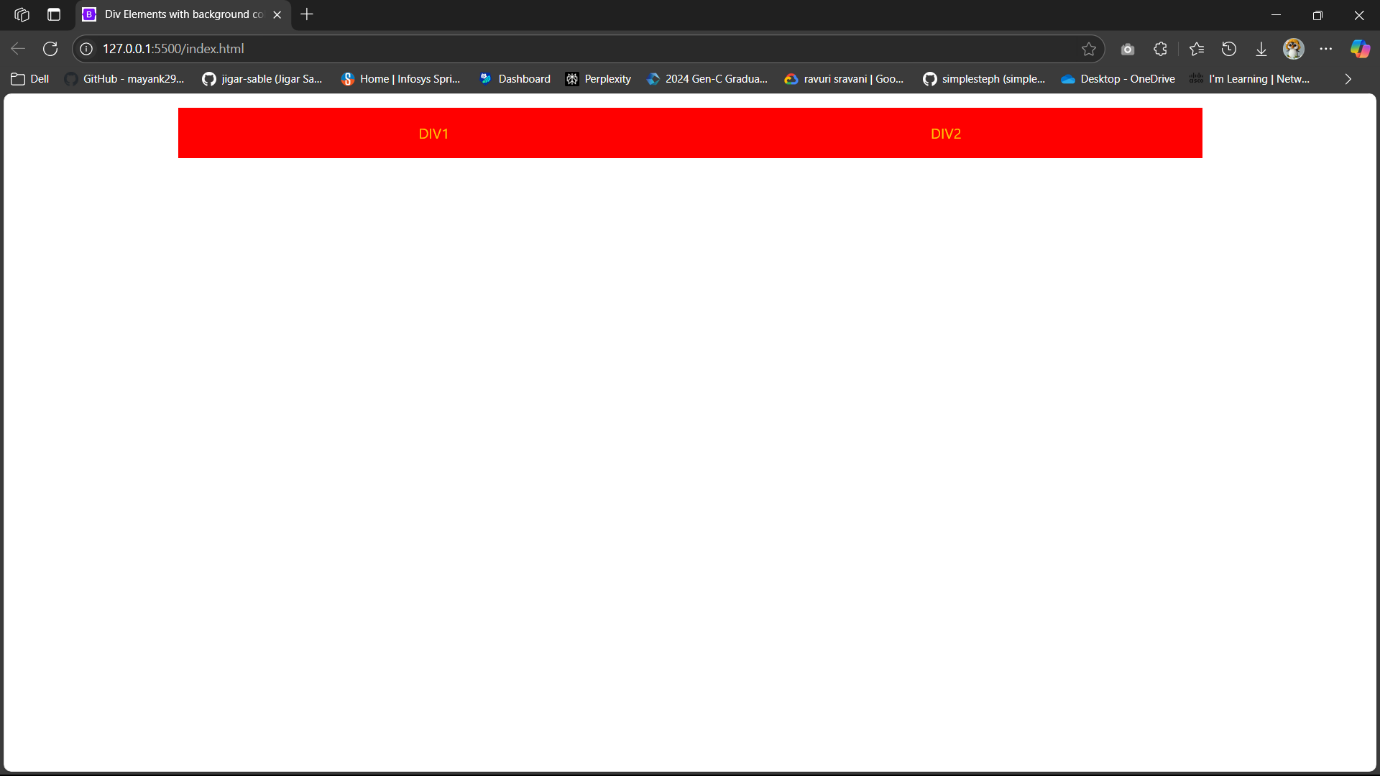 Div Elements with background co
127.0.0.1:5500/index.html
Dell
GitHub - mayank29...
jigar-sable (Jigar Sa...
Home | Infosys Spri...
Dashboard
Perplexity
2024 Gen-C Gradua...
ravuri sravani | Goo...
simplesteph (simple...
Desktop - OneDrive
I'm Learning | Netw...
DIV1
DIV2